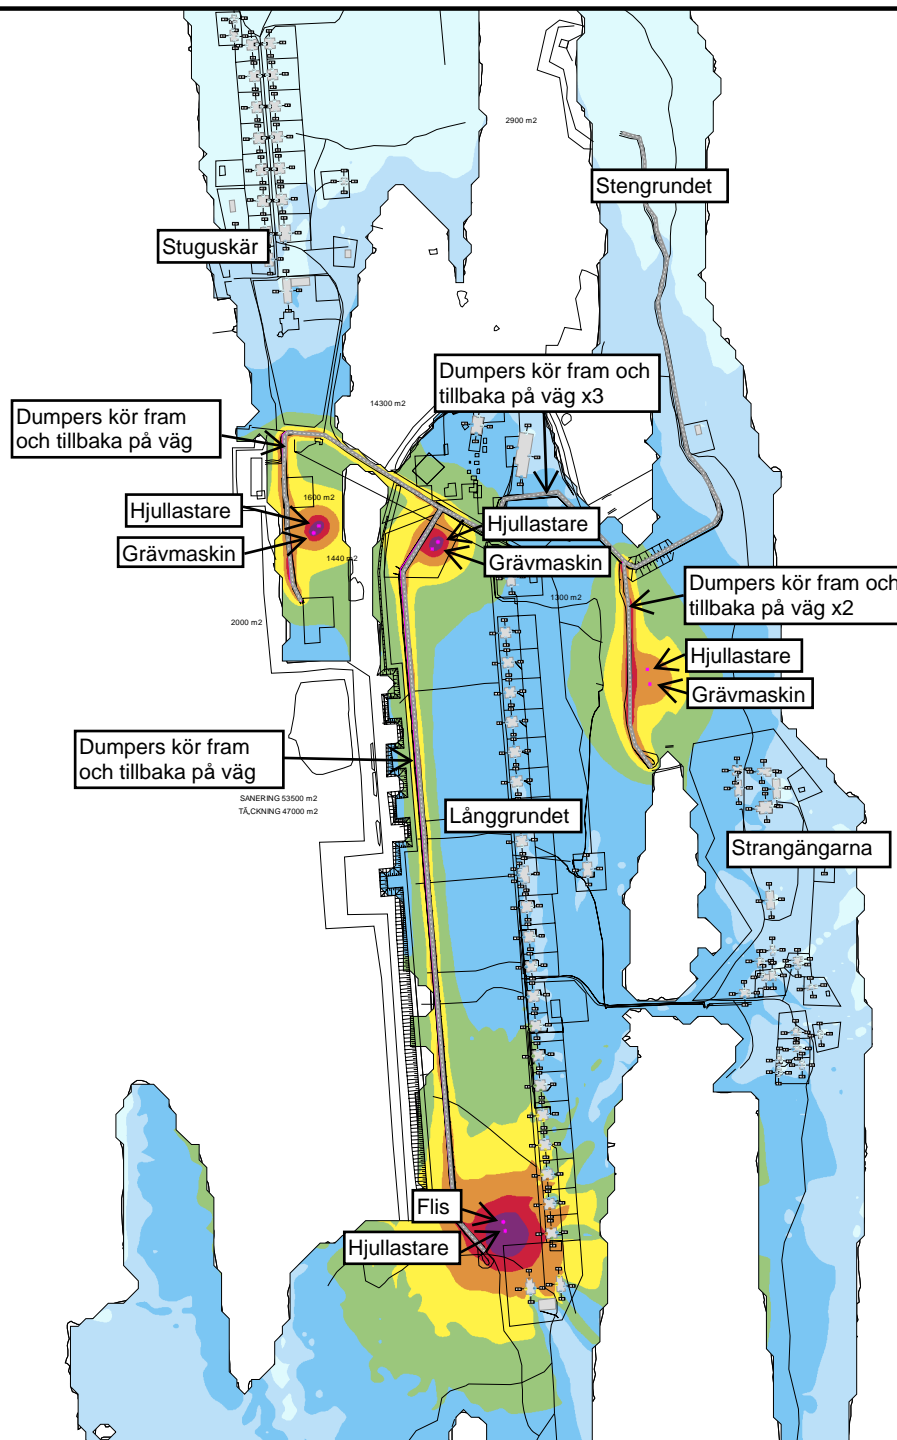 2900 m2
Stengrundet
Stuguskär
Dumpers kör fram och
tillbaka på väg x3
14300 m2
Dumpers kör fram
och tillbaka på väg
1600 m2
Hjullastare
Grävmaskin
1440 m2
Hjullastare
Grävmaskin
Dumpers kör fram och
tillbaka på väg x2
1300 m2
2000 m2
Hjullastare
Grävmaskin
Dumpers kör fram
och tillbaka på väg
SANERING 53500 m2
TÄ,CKNING 47000 m2
Långgrundet
Strangängarna
Flis
Hjullastare